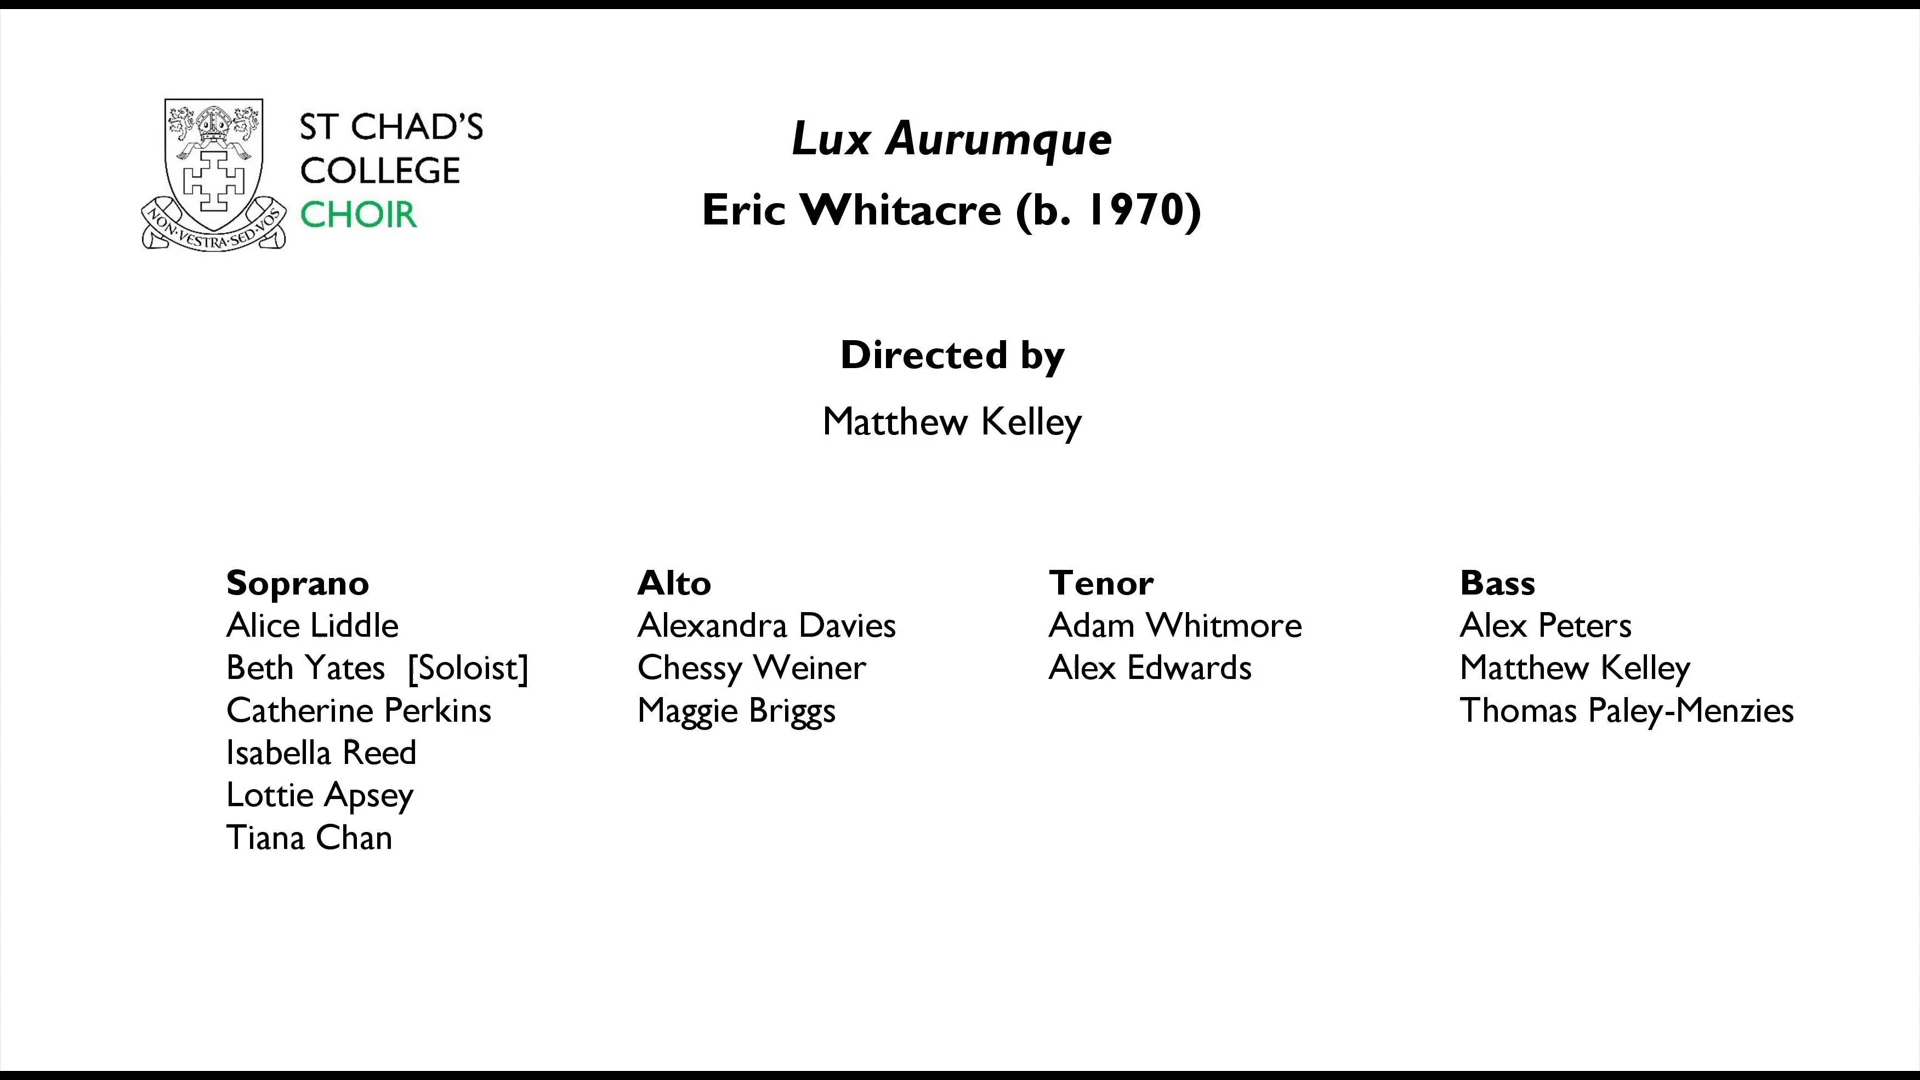 ST CHAD'S
COLLEGE
CHOIR
NON·VESTRA·SED·VOS
Lux Aurumque
Eric Whitacre (b. 1970)
Directed by
Matthew Kelley
Soprano
Alice Liddle
Beth Yates [Soloist]
Catherine Perkins
Isabella Reed
Lottie Apsey
Tiana Chan
Alto
Alexandra Davies
Chessy Weiner
Maggie Briggs
Tenor
Adam Whitmore
Alex Edwards
Bass
Alex Peters
Matthew Kelley
Thomas Paley-Menzies